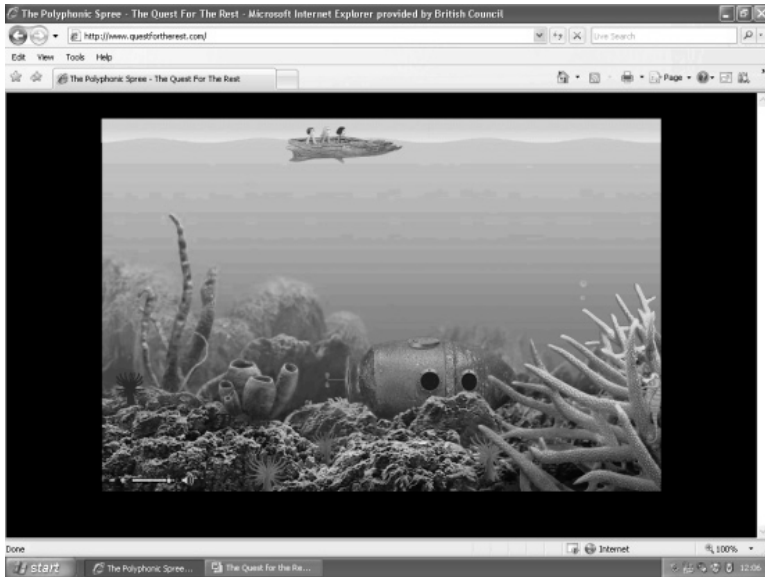 The Polyphonic Spree - The Quest For The Rest - Microsoft Internet Explorer provided by British Council
http://www.questfortherest.com/
Live Search
Edit View Tools Help
The Polyphonic Spree - The Quest For The Rest
Page
Done
Internet
100%
start
The Polyphonic Spree...
The Quest for the Re...
12:06